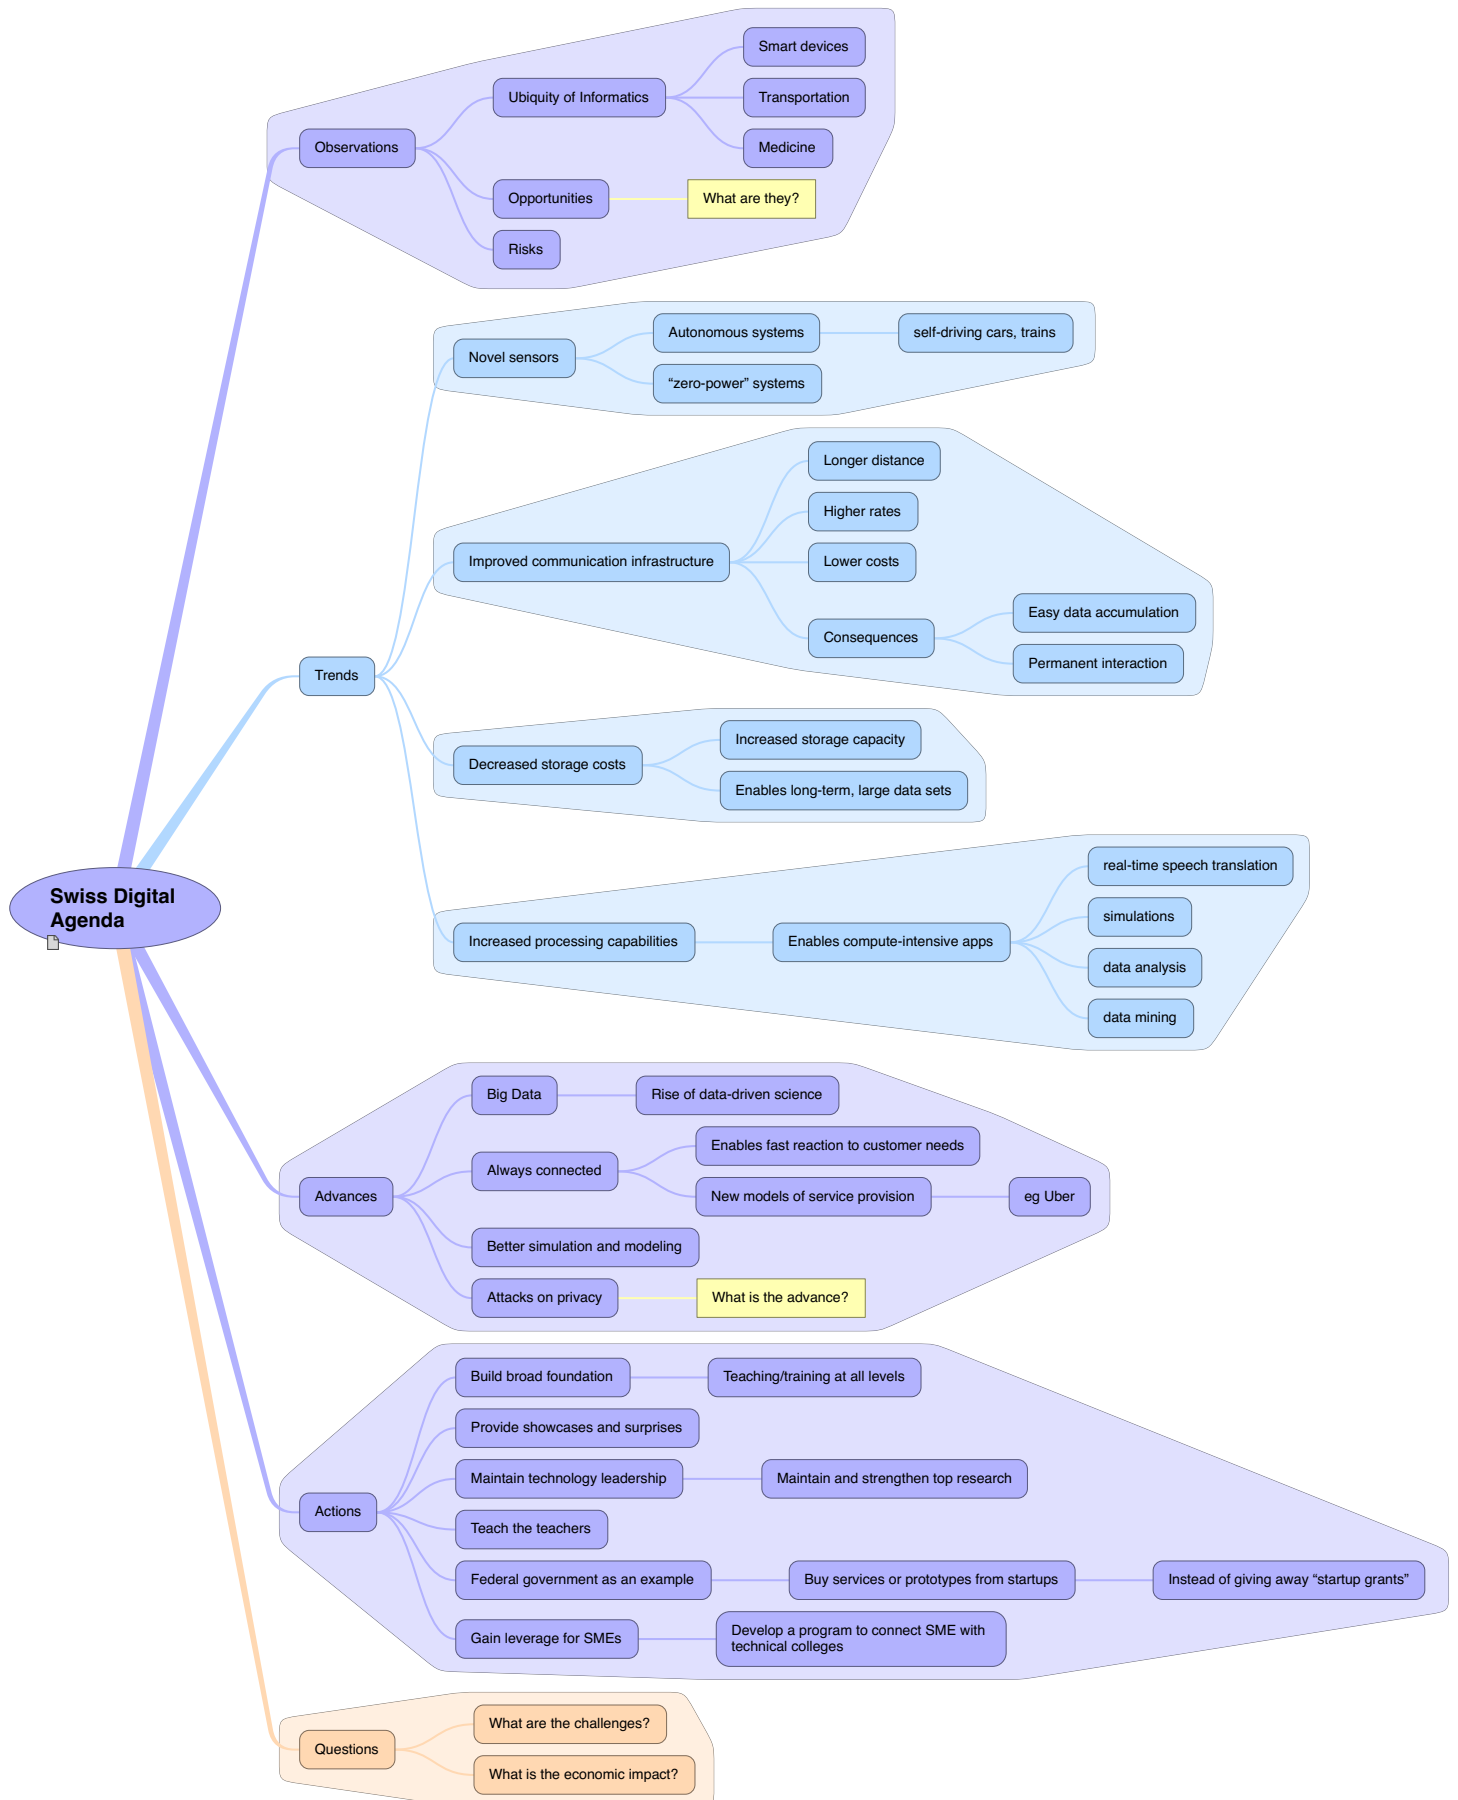 Smart devices
Ubiquity of Informatics
Transportation
Observations
Medicine
Opportunities
What are they?
Risks
Novel sensors
Autonomous systems
self-driving cars, trains
“zero-power” systems
Longer distance
Higher rates
Improved communication infrastructure
Lower costs
Consequences
Easy data accumulation
Permanent interaction
Trends
Decreased storage costs
Increased storage capacity
Enables long-term, large data sets
Swiss Digital
Agenda
Increased processing capabilities
Enables compute-intensive apps
real-time speech translation
simulations
data analysis
data mining
Big Data
Rise of data-driven science
Always connected
Enables fast reaction to customer needs
Advances
New models of service provision
eg Uber
Better simulation and modeling
Attacks on privacy
What is the advance?
Build broad foundation
Teaching/training at all levels
Provide showcases and surprises
Maintain technology leadership
Maintain and strengthen top research
Actions
Teach the teachers
Federal government as an example
Buy services or prototypes from startups
Instead of giving away “startup grants”
Gain leverage for SMEs
Develop a program to connect SME with
technical colleges
Questions
What are the challenges?
What is the economic impact?